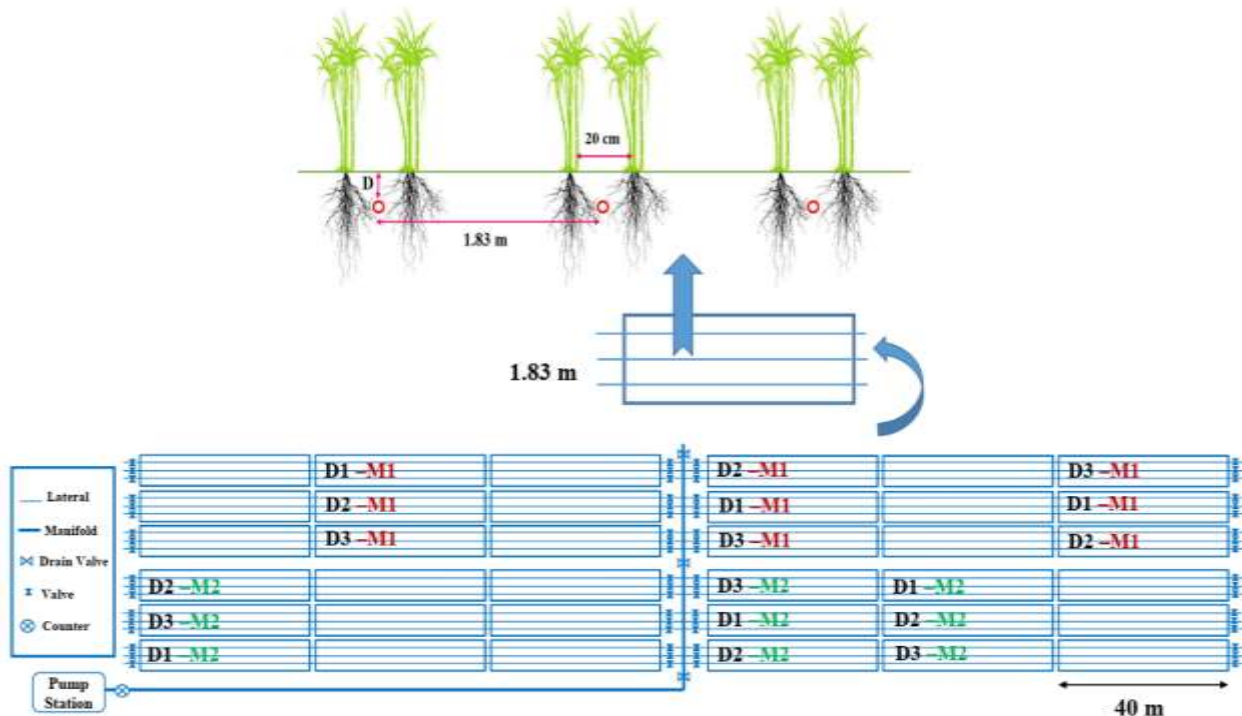 20 cm
D
1.83 m
1.83 m
D1 –M1
D2 –M1
D3 –M1
D2 –M1
D1 –M1
D3 –M1
D3 –M1
D1 –M1
D2 –M1
D2 –M2
D3 –M2
D1 –M2
D3 –M2
D1 –M2
D2 –M2
D1 –M2
D2 –M2
D3 –M2
Lateral
Manifold
Drain Valve
Valve
Counter
Pump
Station
40 m